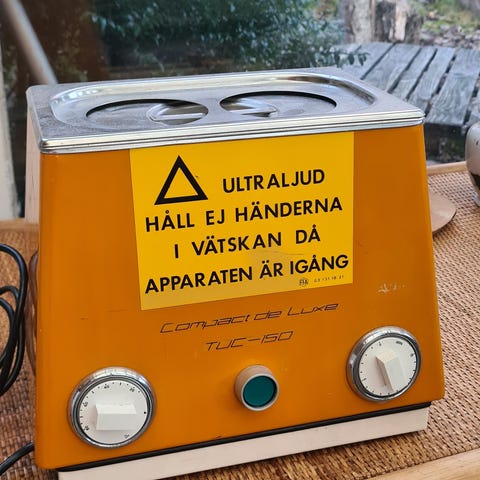 ULTRALJUD
HÅLL EJ HÄNDERNA
I VÄTSKAN DÅ
APPARATEN ÄR IGÅNG
Compact de Luxe
TUC-150